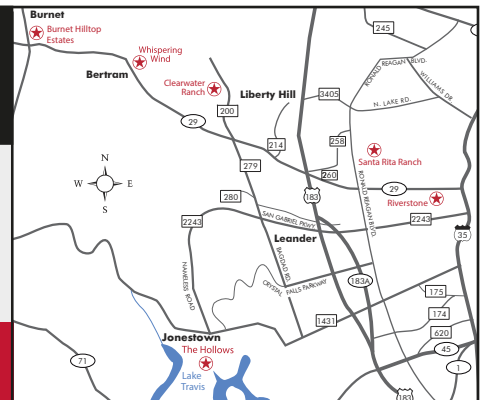 Burnet
Burnet Hilltop
Estates
245
Whispering
Wind
RONALD REAGAN BLVD.
Bertram
WILLIAMS DR.
Clearwater
Ranch
Liberty Hill
3405
N. LAKE RD.
200
29
258
214
Santa Rita Ranch
279
260
N
W
E
S
29
280
183
Riverstone
RONALD REAGAN BLVD.
SAN GABRIEL PKWY
2243
2243
35
Leander
BAGDAD RD.
NAMELESS ROAD
CRYSTAL FALLS PARKWAY
183A
175
174
1431
620
Jonestown
The Hollows
45
71
Lake
Travis
1
183